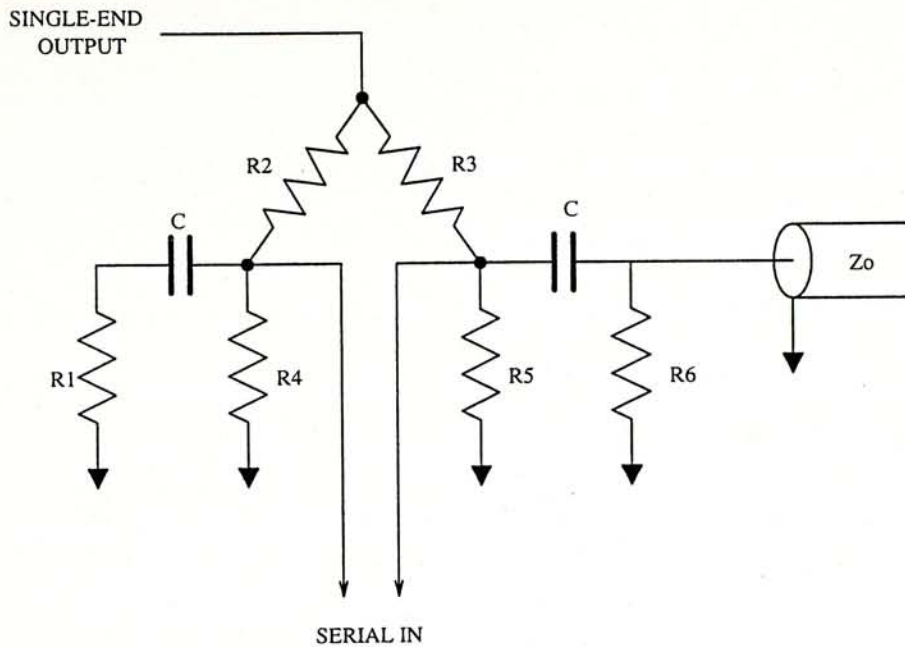 SINGLE-END
OUTPUT
R2
R3
C
C
Zo
R1
R4
R5
R6
SERIAL IN